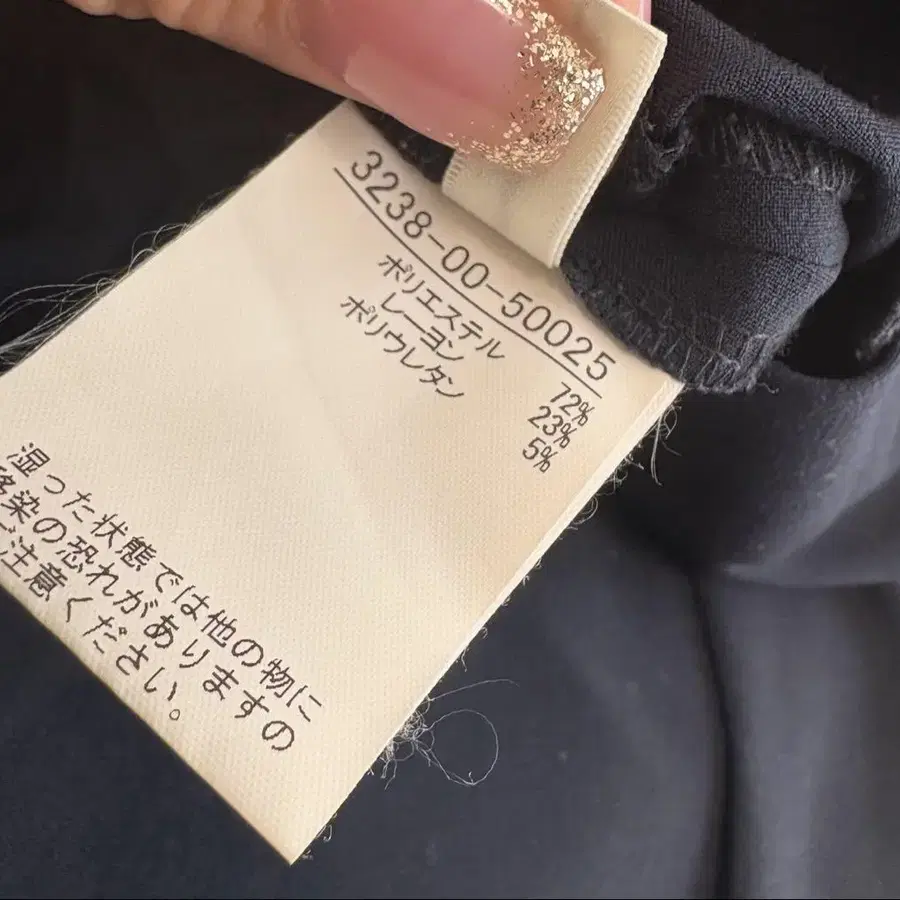 3238-00-50025
ポリエステル 72%
レーヨン 23%
ポリウレタン 5%
湿った状態では他の物に
移染の恐れがありますの
ご注意ください。